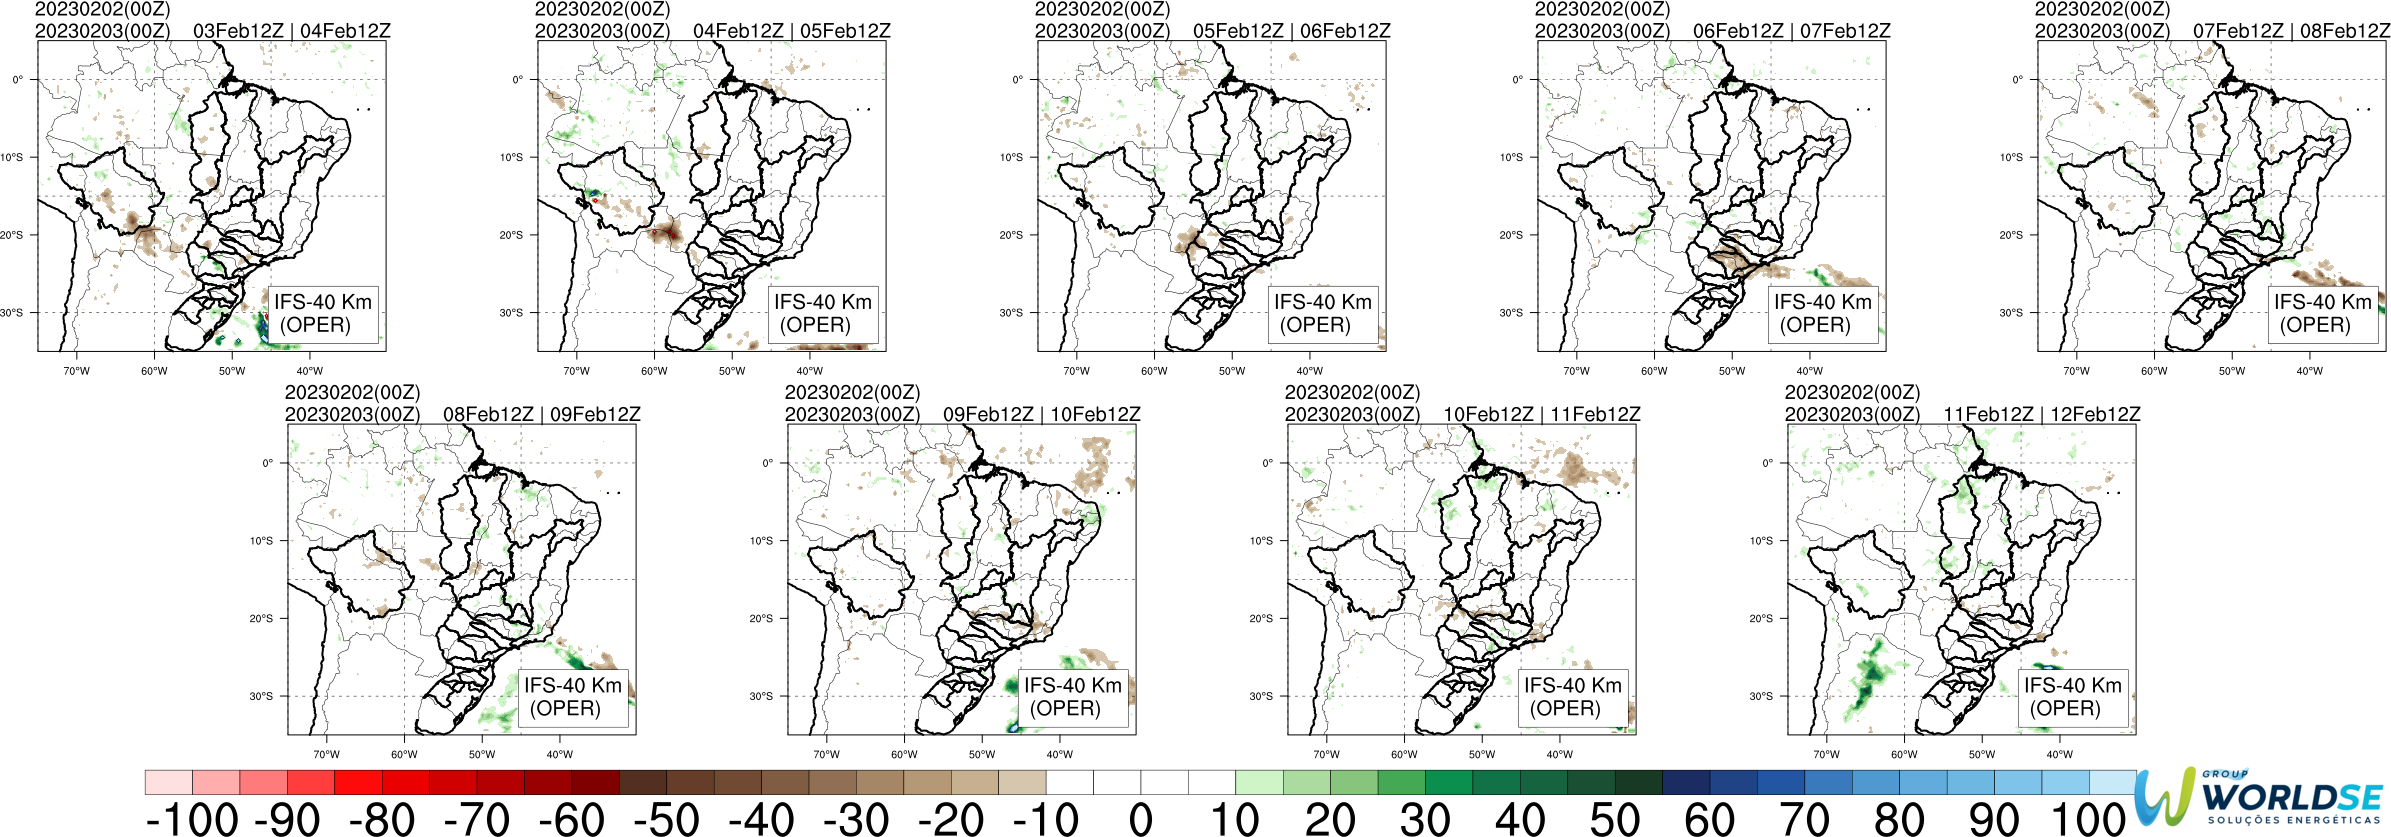 20230202(00Z)
20230203(00Z) 03Feb12Z | 04Feb12Z
0°
10°S
20°S
30°S
70°W 60°W 50°W 40°W
IFS-40 Km
(OPER)
20230202(00Z)
20230203(00Z) 04Feb12Z | 05Feb12Z
0°
10°S
20°S
30°S
70°W 60°W 50°W 40°W
IFS-40 Km
(OPER)
20230202(00Z)
20230203(00Z) 05Feb12Z | 06Feb12Z
0°
10°S
20°S
30°S
70°W 60°W 50°W 40°W
IFS-40 Km
(OPER)
20230202(00Z)
20230203(00Z) 06Feb12Z | 07Feb12Z
0°
10°S
20°S
30°S
70°W 60°W 50°W 40°W
IFS-40 Km
(OPER)
20230202(00Z)
20230203(00Z) 07Feb12Z | 08Feb12Z
0°
10°S
20°S
30°S
70°W 60°W 50°W 40°W
IFS-40 Km
(OPER)
20230202(00Z)
20230203(00Z) 08Feb12Z | 09Feb12Z
0°
10°S
20°S
30°S
70°W 60°W 50°W 40°W
IFS-40 Km
(OPER)
20230202(00Z)
20230203(00Z) 09Feb12Z | 10Feb12Z
0°
10°S
20°S
30°S
70°W 60°W 50°W 40°W
IFS-40 Km
(OPER)
20230202(00Z)
20230203(00Z) 10Feb12Z | 11Feb12Z
0°
10°S
20°S
30°S
70°W 60°W 50°W 40°W
IFS-40 Km
(OPER)
20230202(00Z)
20230203(00Z) 11Feb12Z | 12Feb12Z
0°
10°S
20°S
30°S
70°W 60°W 50°W 40°W
IFS-40 Km
(OPER)
-100 -90 -80 -70 -60 -50 -40 -30 -20 -10 0 10 20 30 40 50 60 70 80 90 100
GROUP
WORLDSE
SOLUÇÕES ENERGÉTICAS